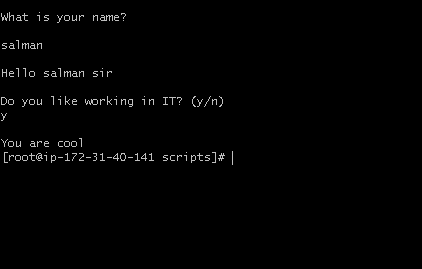 What is your name?
salman
Hello salman sir
Do you like working in IT? (y/n)
y
You are cool
[root@ip-172-31-40-141 scripts]#